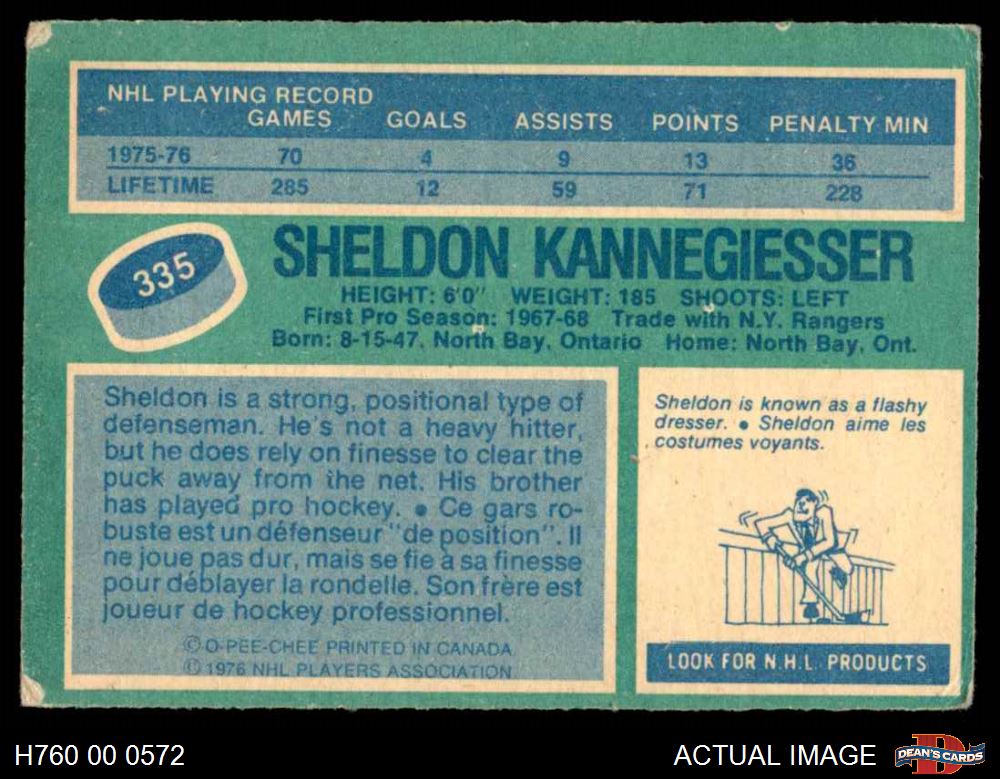 NHL PLAYING RECORD
GAMES GOALS ASSISTS POINTS PENALTY MIN
1975-76 70 4 9 13 36
LIFETIME 285 12 59 71 228
335
SHELDON KANNEGIESSER
HEIGHT: 6'0" WEIGHT: 185 SHOOTS: LEFT
First Pro Season: 1967-68 Trade with N.Y. Rangers
Born: 8-15-47, North Bay, Ontario Home: North Bay, Ont.
Sheldon is a strong, positional type of
defenseman. He's not a heavy hitter,
but he does rely on finesse to clear the
puck away from the net. His brother
has played pro hockey. • Ce gars ro-
buste est un défenseur "de position". Il
ne joue pas dur, mais se fie à sa finesse
pour déblayer la rondelle. Son frère est
joueur de hockey professionnel.
© O-PEE-CHEE PRINTED IN CANADA
© 1976 NHL PLAYERS ASSOCIATION
Sheldon is known as a flashy
dresser. • Sheldon aime les
costumes voyants.
LOOK FOR N.H.L. PRODUCTS
H760 00 0572
ACTUAL IMAGE
DEAN'S CARDS